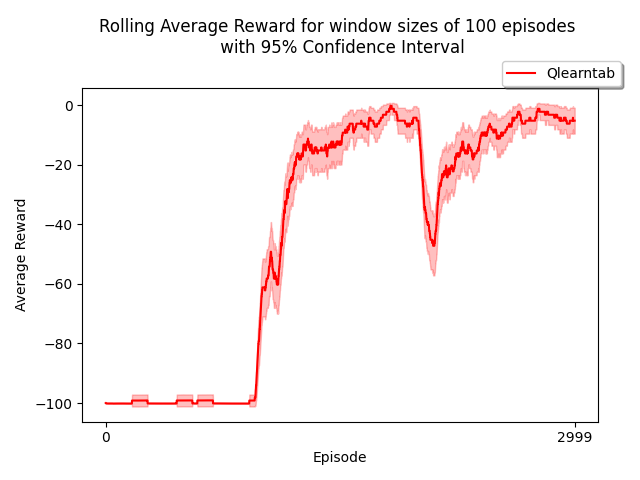 Rolling Average Reward for window sizes of 100 episodes
with 95% Confidence Interval
Qlearntab
0
−20
−40
−60
−80
−100
Average Reward
0
2999
Episode